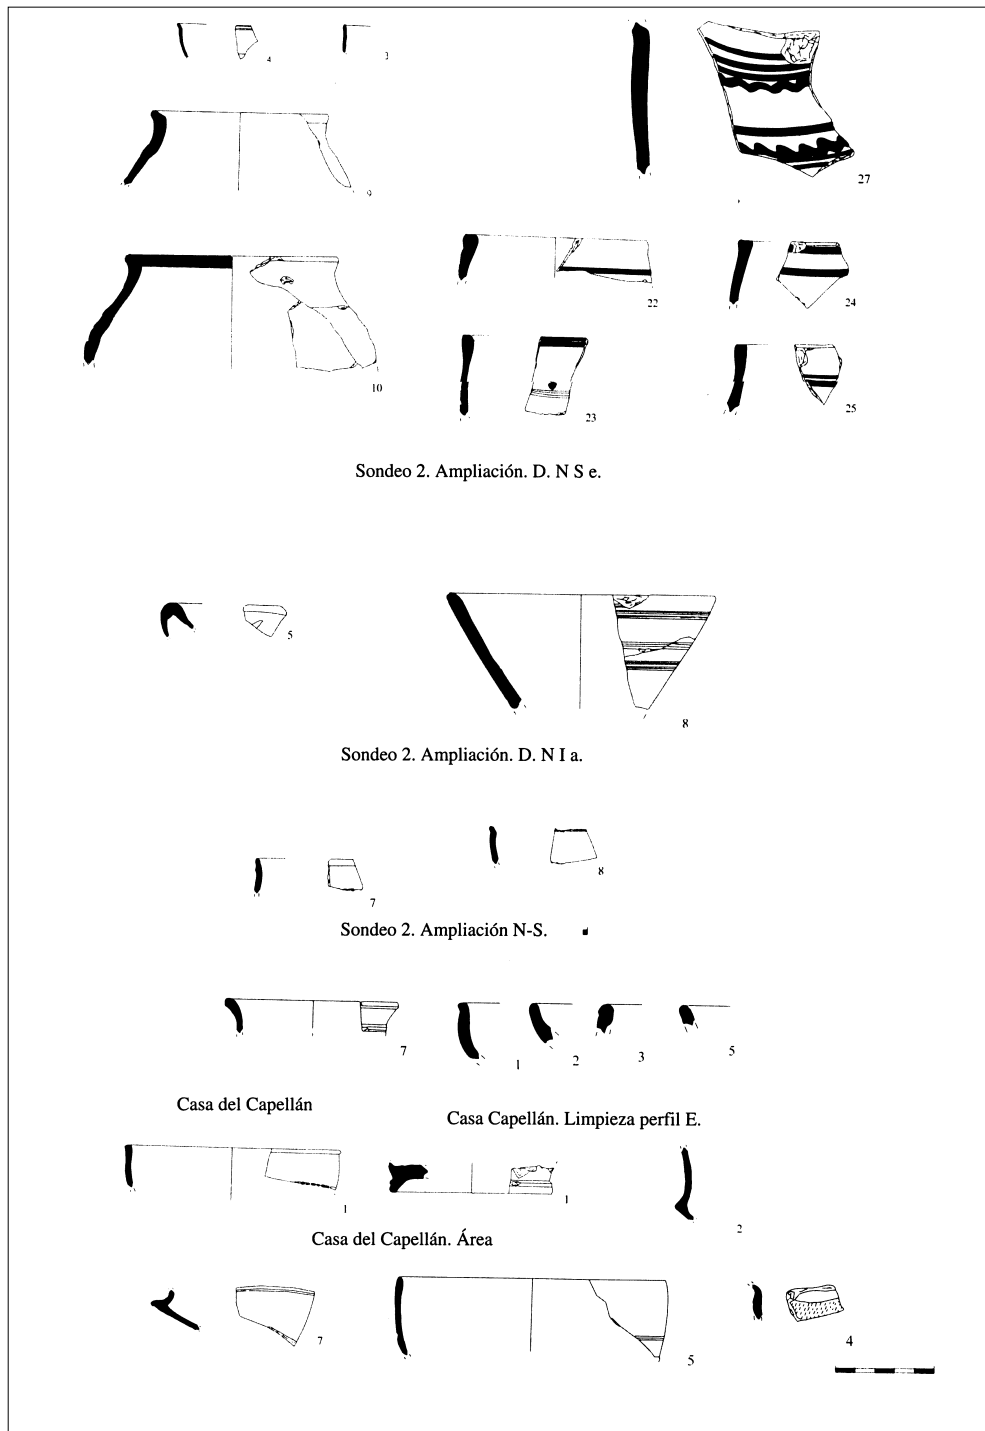 4 3
9
27
22 24
10
23 25
Sondeo 2. Ampliación. D. N S e.
5
8
Sondeo 2. Ampliación. D. N I a.
7 8
Sondeo 2. Ampliación N-S.
7 1 2 3 5
Casa del Capellán
Casa Capellán. Limpieza perfil E.
1 1 2
Casa del Capellán. Área
7 5 4